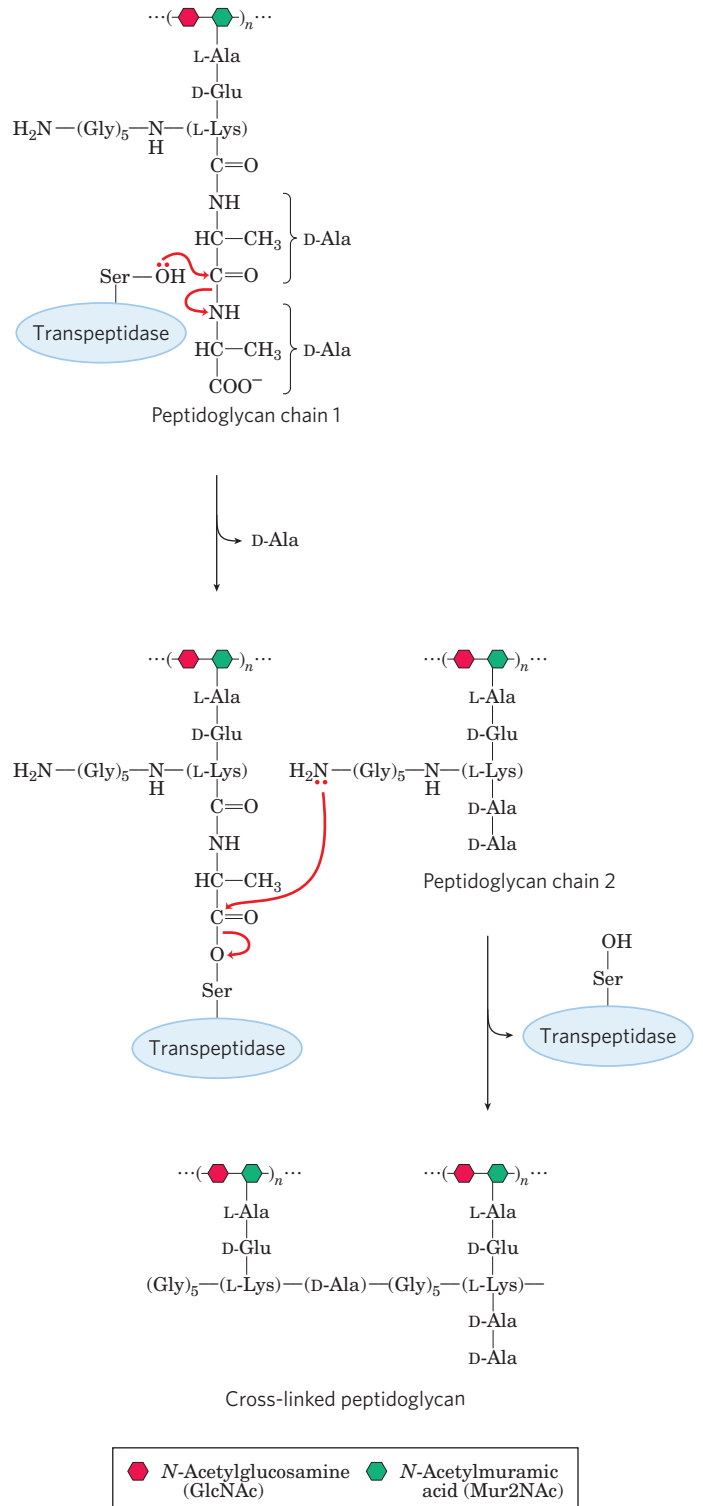 ···( )n···
L-Ala
D-Glu
H2N—(Gly)5—N—(L-Lys)
H
C=O
NH
HC—CH3 D-Ala
Ser—OH C=O
Transpeptidase NH
HC—CH3 D-Ala
COO−
Peptidoglycan chain 1
D-Ala
···( )n··· ···( )n···
L-Ala L-Ala
D-Glu D-Glu
H2N—(Gly)5—N—(L-Lys) H2N—(Gly)5—N—(L-Lys)
H H
C=O D-Ala
NH D-Ala
HC—CH3 Peptidoglycan chain 2
C=O
O OH
Ser Ser
Transpeptidase Transpeptidase
···( )n··· ···( )n···
L-Ala L-Ala
D-Glu D-Glu
(Gly)5—(L-Lys)—(D-Ala)—(Gly)5—(L-Lys)—
D-Ala
D-Ala
Cross-linked peptidoglycan
N-Acetylglucosamine N-Acetylmuramic
(GlcNAc) acid (Mur2NAc)